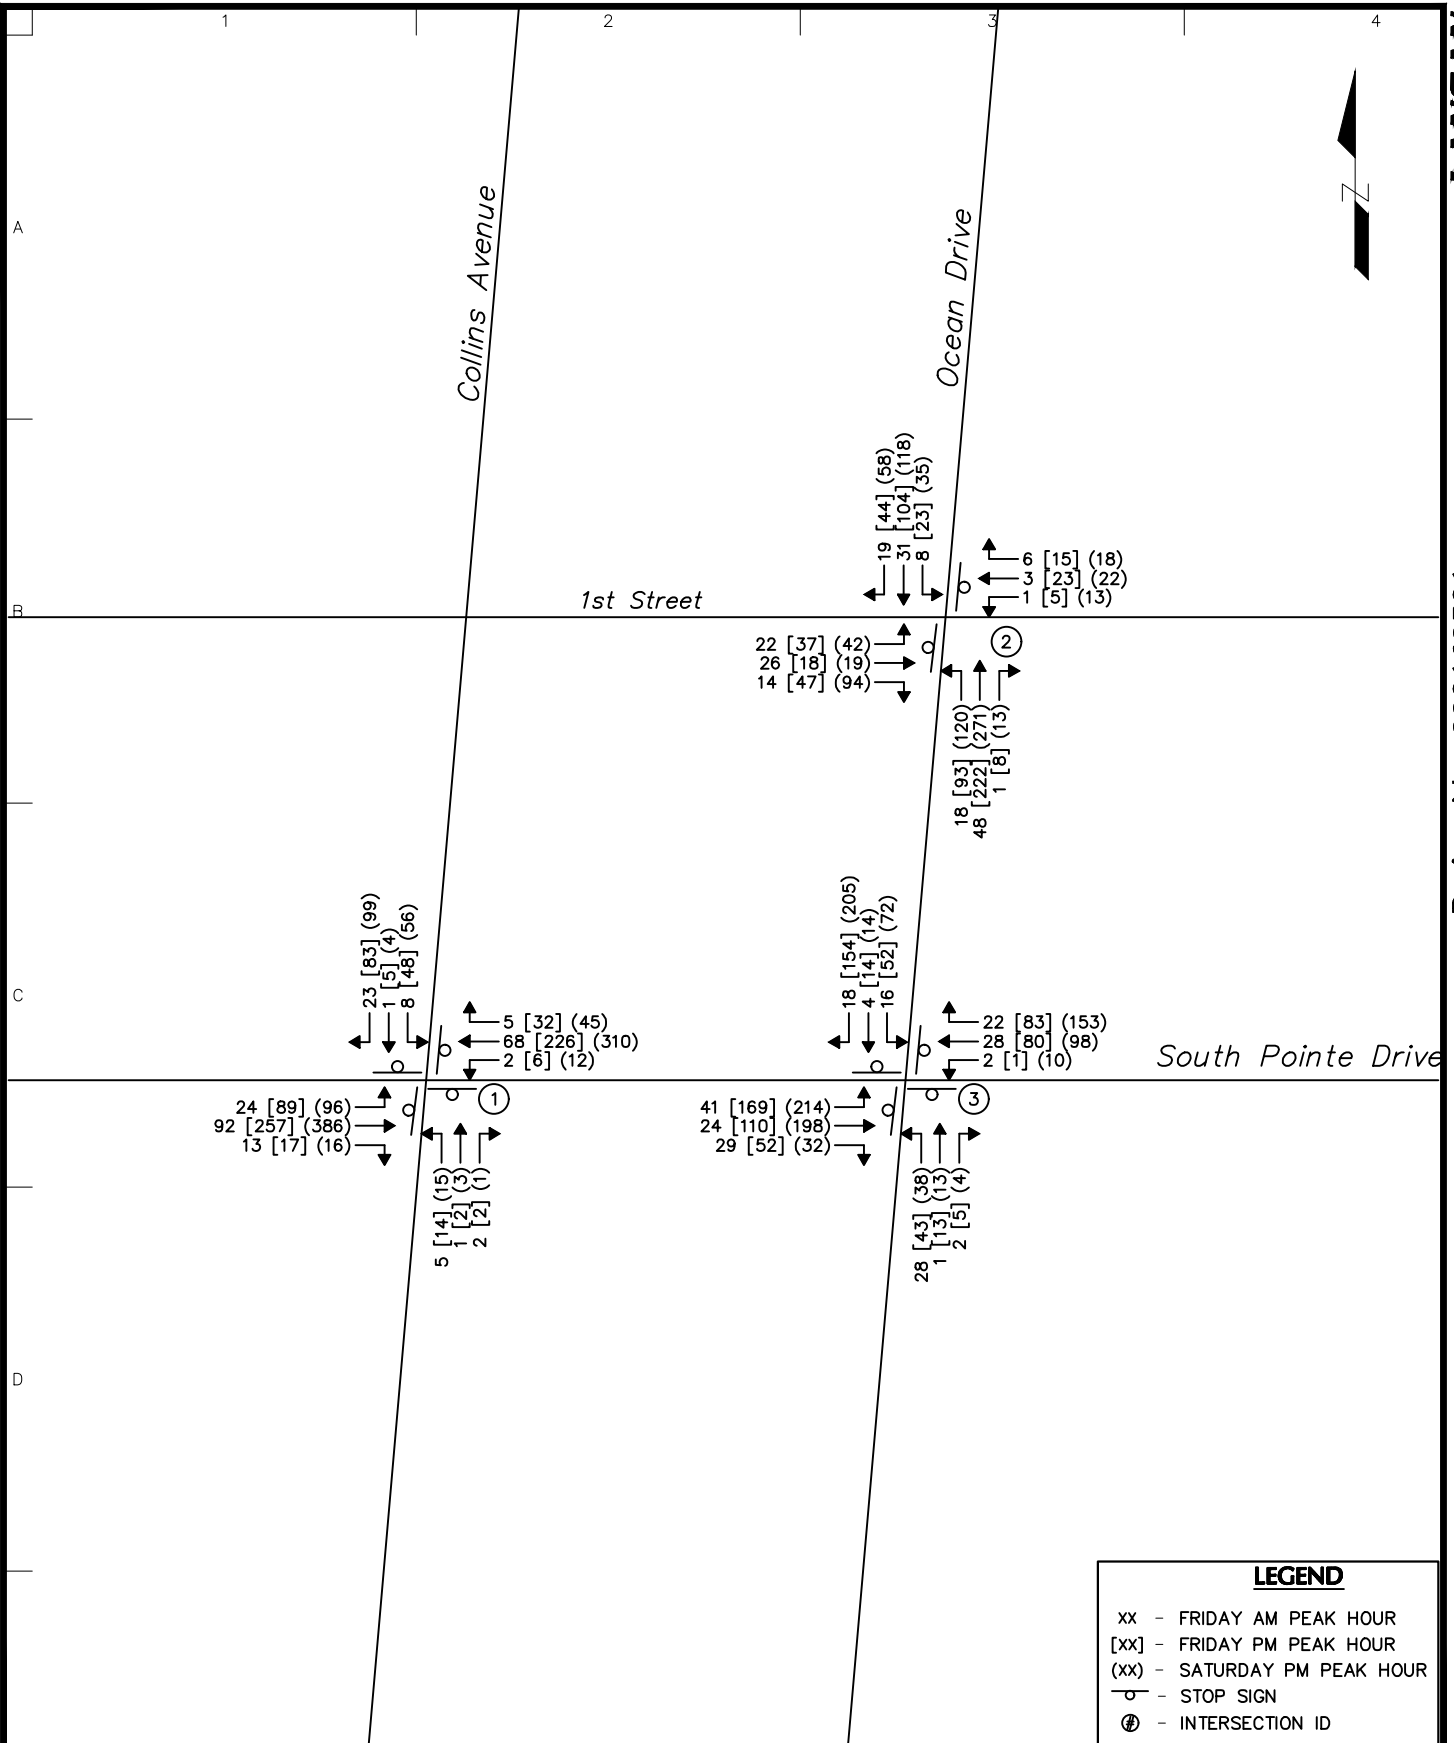 1
2
3
4
A
B
C
D
Collins Avenue
Ocean Drive
Z
19 [44] (58)
31 [104] (118)
8 [23] (35)
6 [15] (18)
3 [23] (22)
1 [5] (13)
1st Street
2
22 [37] (42)
26 [18] (19)
14 [47] (94)
18 [93] (120)
48 [222] (271)
1 [8] (13)
23 [83] (99)
1 [5] (4)
8 [48] (56)
5 [32] (45)
68 [226] (310)
2 [6] (12)
24 [89] (96)
92 [257] (386)
13 [17] (16)
1
5 [14] (15)
1 [2] (3)
2 [2] (1)
18 [154] (205)
4 [14] (14)
16 [52] (72)
22 [83] (153)
28 [80] (98)
2 [1] (10)
South Pointe Drive
41 [169] (214)
24 [110] (198)
29 [52] (32)
3
28 [43] (38)
1 [13] (13)
2 [5] (4)
LEGEND
XX - FRIDAY AM PEAK HOUR
[XX] - FRIDAY PM PEAK HOUR
(XX) - SATURDAY PM PEAK HOUR
- STOP SIGN
# - INTERSECTION ID